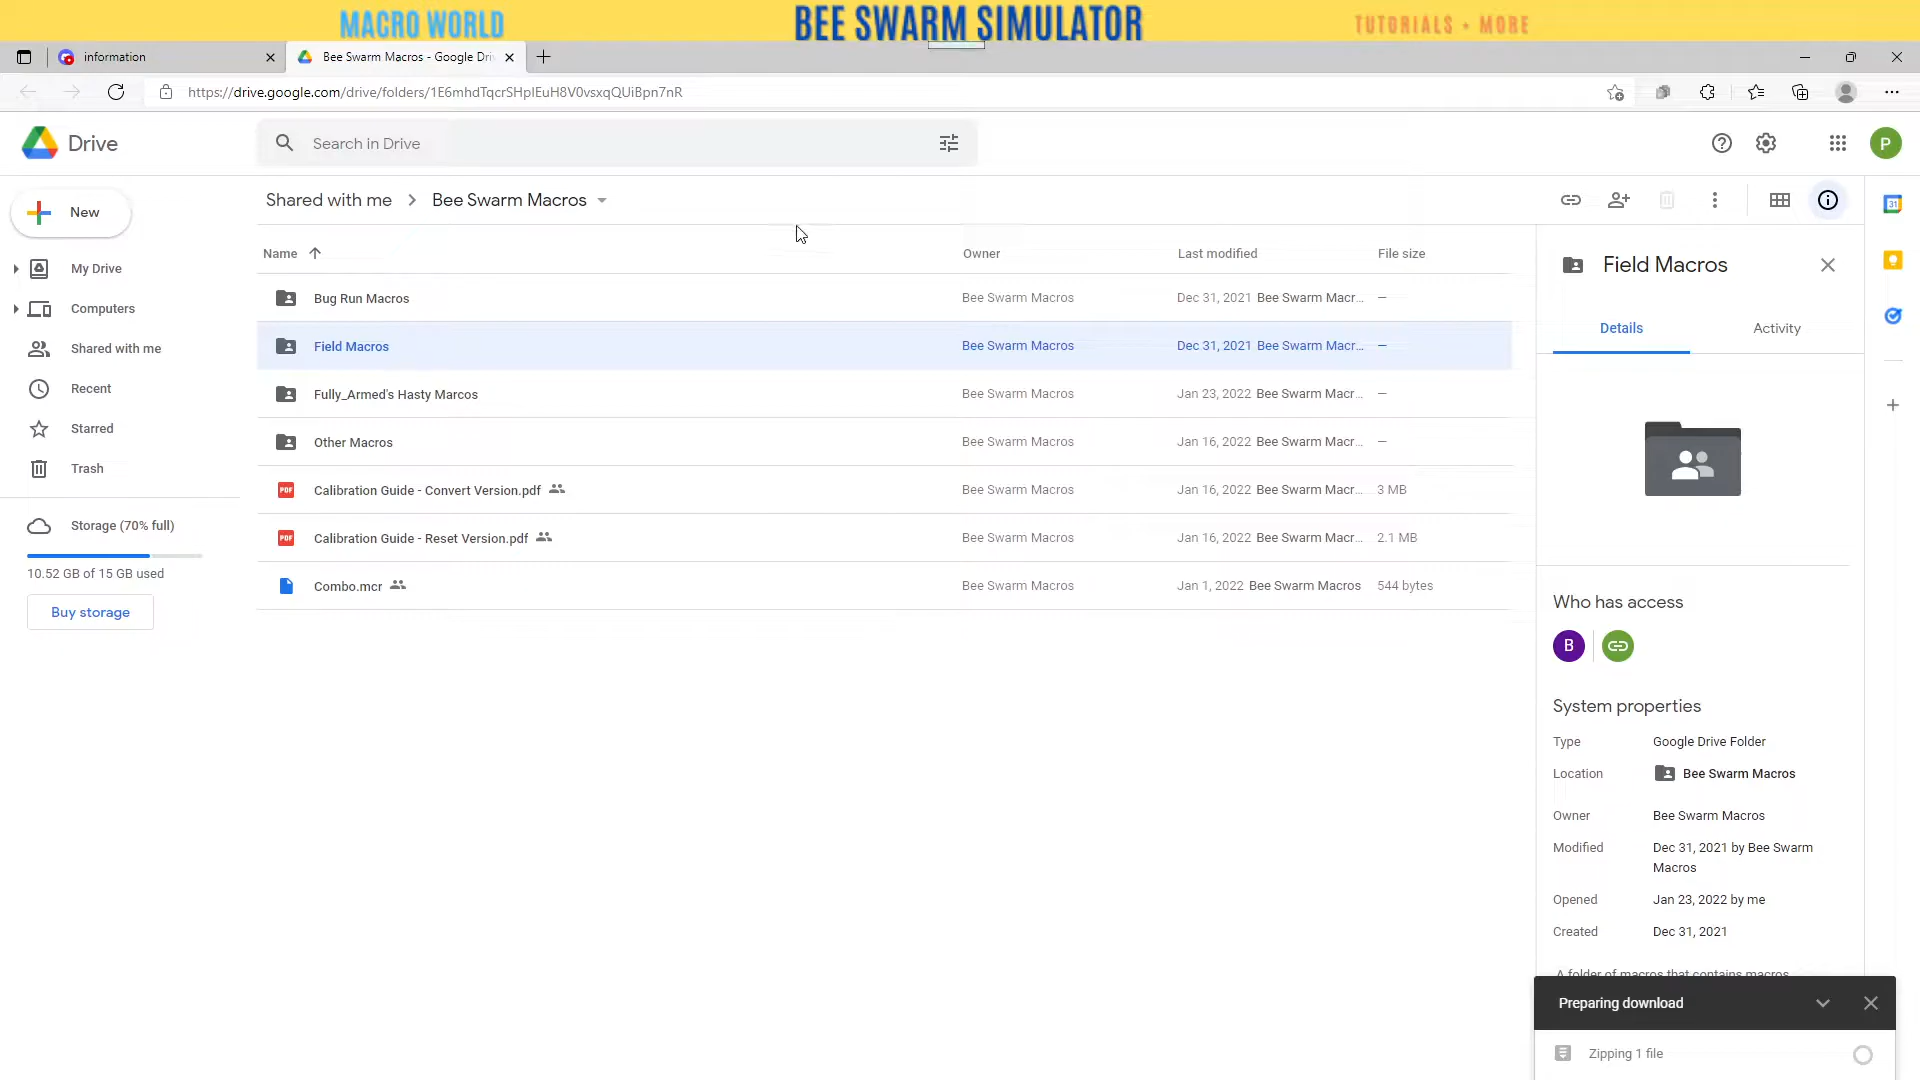 MACRO WORLD
BEE SWARM SIMULATOR
TUTORIALS + MORE
information
Bee Swarm Macros - Google Dri
https://drive.google.com/drive/folders/1E6mhdTqcrSHpIEuH8V0vsxqQUiBpn7nR
Drive
Search in Drive
P
New
Shared with me > Bee Swarm Macros
31
Name
Owner
Last modified
File size
Field Macros
My Drive
Computers
Shared with me
Recent
Starred
Trash
Storage (70% full)
10.52 GB of 15 GB used
Buy storage
Bug Run Macros Bee Swarm Macros Dec 31, 2021 Bee Swarm Macr... —
Field Macros Bee Swarm Macros Dec 31, 2021 Bee Swarm Macr... —
Fully_Armed's Hasty Marcos Bee Swarm Macros Jan 23, 2022 Bee Swarm Macr... —
Other Macros Bee Swarm Macros Jan 16, 2022 Bee Swarm Macr... —
PDF Calibration Guide - Convert Version.pdf Bee Swarm Macros Jan 16, 2022 Bee Swarm Macr... 3 MB
PDF Calibration Guide - Reset Version.pdf Bee Swarm Macros Jan 16, 2022 Bee Swarm Macr... 2.1 MB
Combo.mcr Bee Swarm Macros Jan 1, 2022 Bee Swarm Macros 544 bytes
Details
Activity
Who has access
B
System properties
Type Google Drive Folder
Location Bee Swarm Macros
Owner Bee Swarm Macros
Modified Dec 31, 2021 by Bee Swarm
Macros
Opened Jan 23, 2022 by me
Created Dec 31, 2021
A folder of macros that contains macros
Preparing download
Zipping 1 file